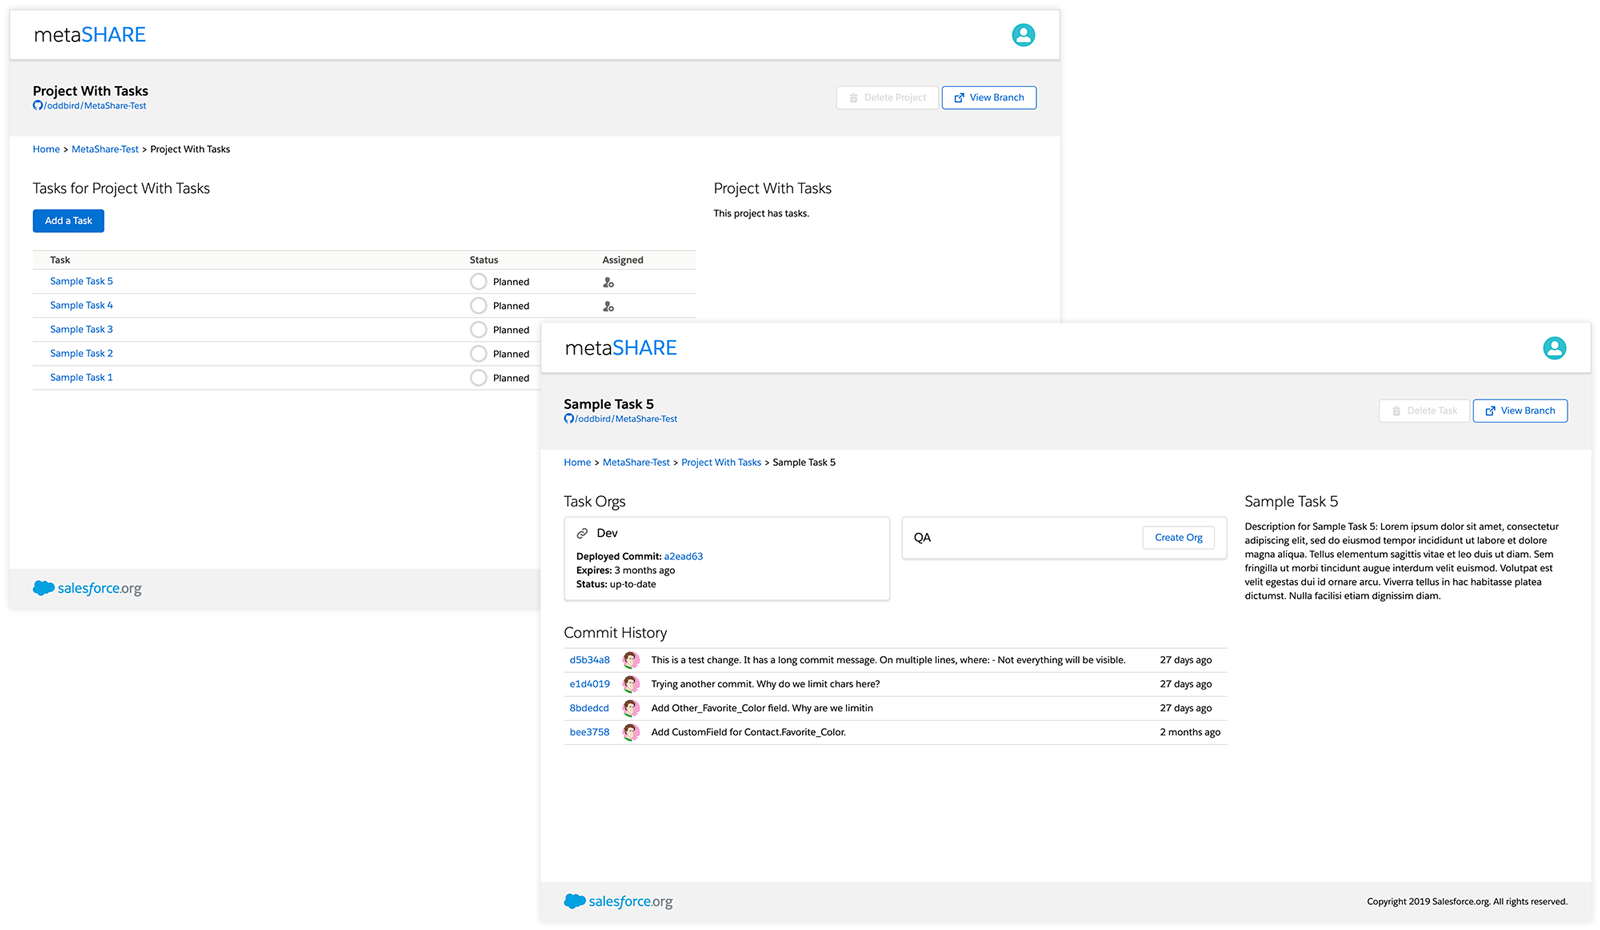 metaSHARE
Project With Tasks
/oddbird/MetaShare-Test
Delete Project
View Branch
Home > MetaShare-Test > Project With Tasks
Tasks for Project With Tasks
Add a Task
Task Status Assigned
Sample Task 5 Planned
Sample Task 4 Planned
Sample Task 3 Planned
Sample Task 2 Planned
Sample Task 1 Planned
Project With Tasks
This project has tasks.
salesforce.org
metaSHARE
Sample Task 5
/oddbird/MetaShare-Test
Delete Task
View Branch
Home > MetaShare-Test > Project With Tasks > Sample Task 5
Task Orgs
Dev
Deployed Commit: a2ead63
Expires: 3 months ago
Status: up-to-date
QA
Create Org
Commit History
d5b34a8 This is a test change. It has a long commit message. On multiple lines, where: - Not everything will be visible. 27 days ago
e1d4019 Trying another commit. Why do we limit chars here? 27 days ago
8bdedcd Add Other_Favorite_Color field. Why are we limitin 27 days ago
bee3758 Add CustomField for Contact.Favorite_Color. 2 months ago
Sample Task 5
Description for Sample Task 5: Lorem ipsum dolor sit amet, consectetur
adipiscing elit, sed do eiusmod tempor incididunt ut labore et dolore
magna aliqua. Tellus elementum sagittis vitae et leo duis ut diam. Sem
fringilla ut morbi tincidunt augue interdum velit euismod. Volutpat est
velit egestas dui id ornare arcu. Viverra tellus in hac habitasse platea
dictumst. Nulla facilisi etiam dignissim diam.
salesforce.org
Copyright 2019 Salesforce.org. All rights reserved.